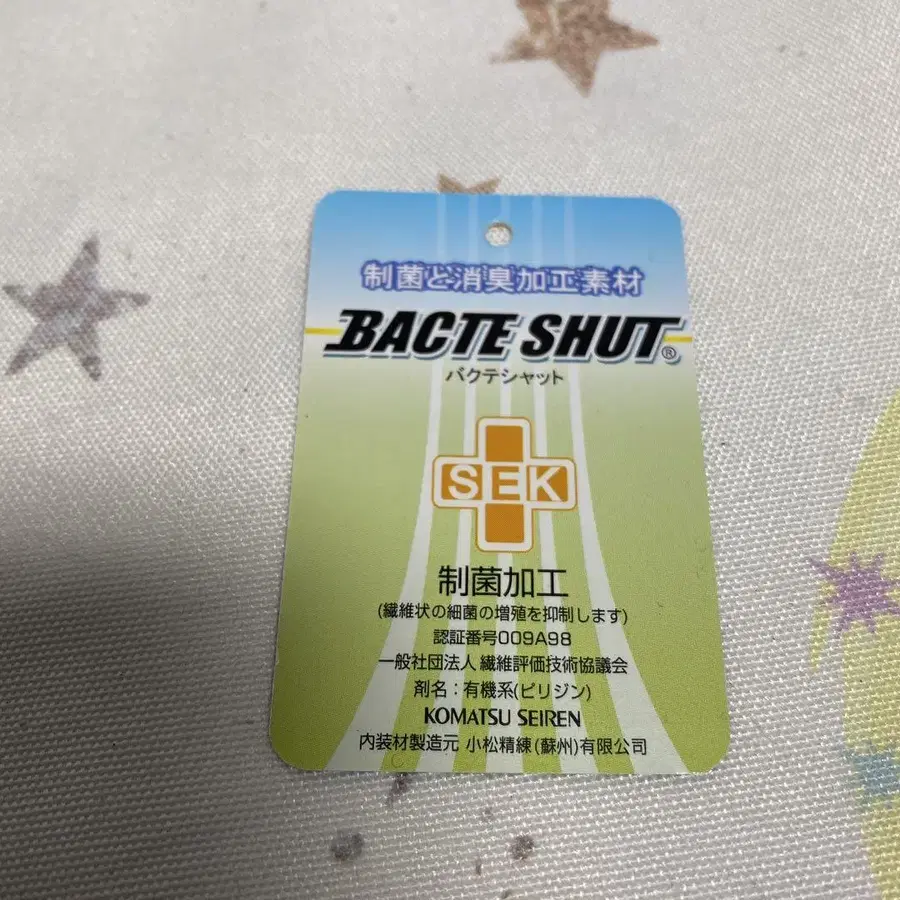 制菌と消臭加工素材
BACTE SHUT®
バクテシャット
SEK
制菌加工
(繊維状の細菌の増殖を抑制します)
認証番号009A98
一般社団法人 繊維評価技術協議会
剤名：有機系(ピリジン)
KOMATSU SEIREN
内装材製造元 小松精練(蘇州)有限公司